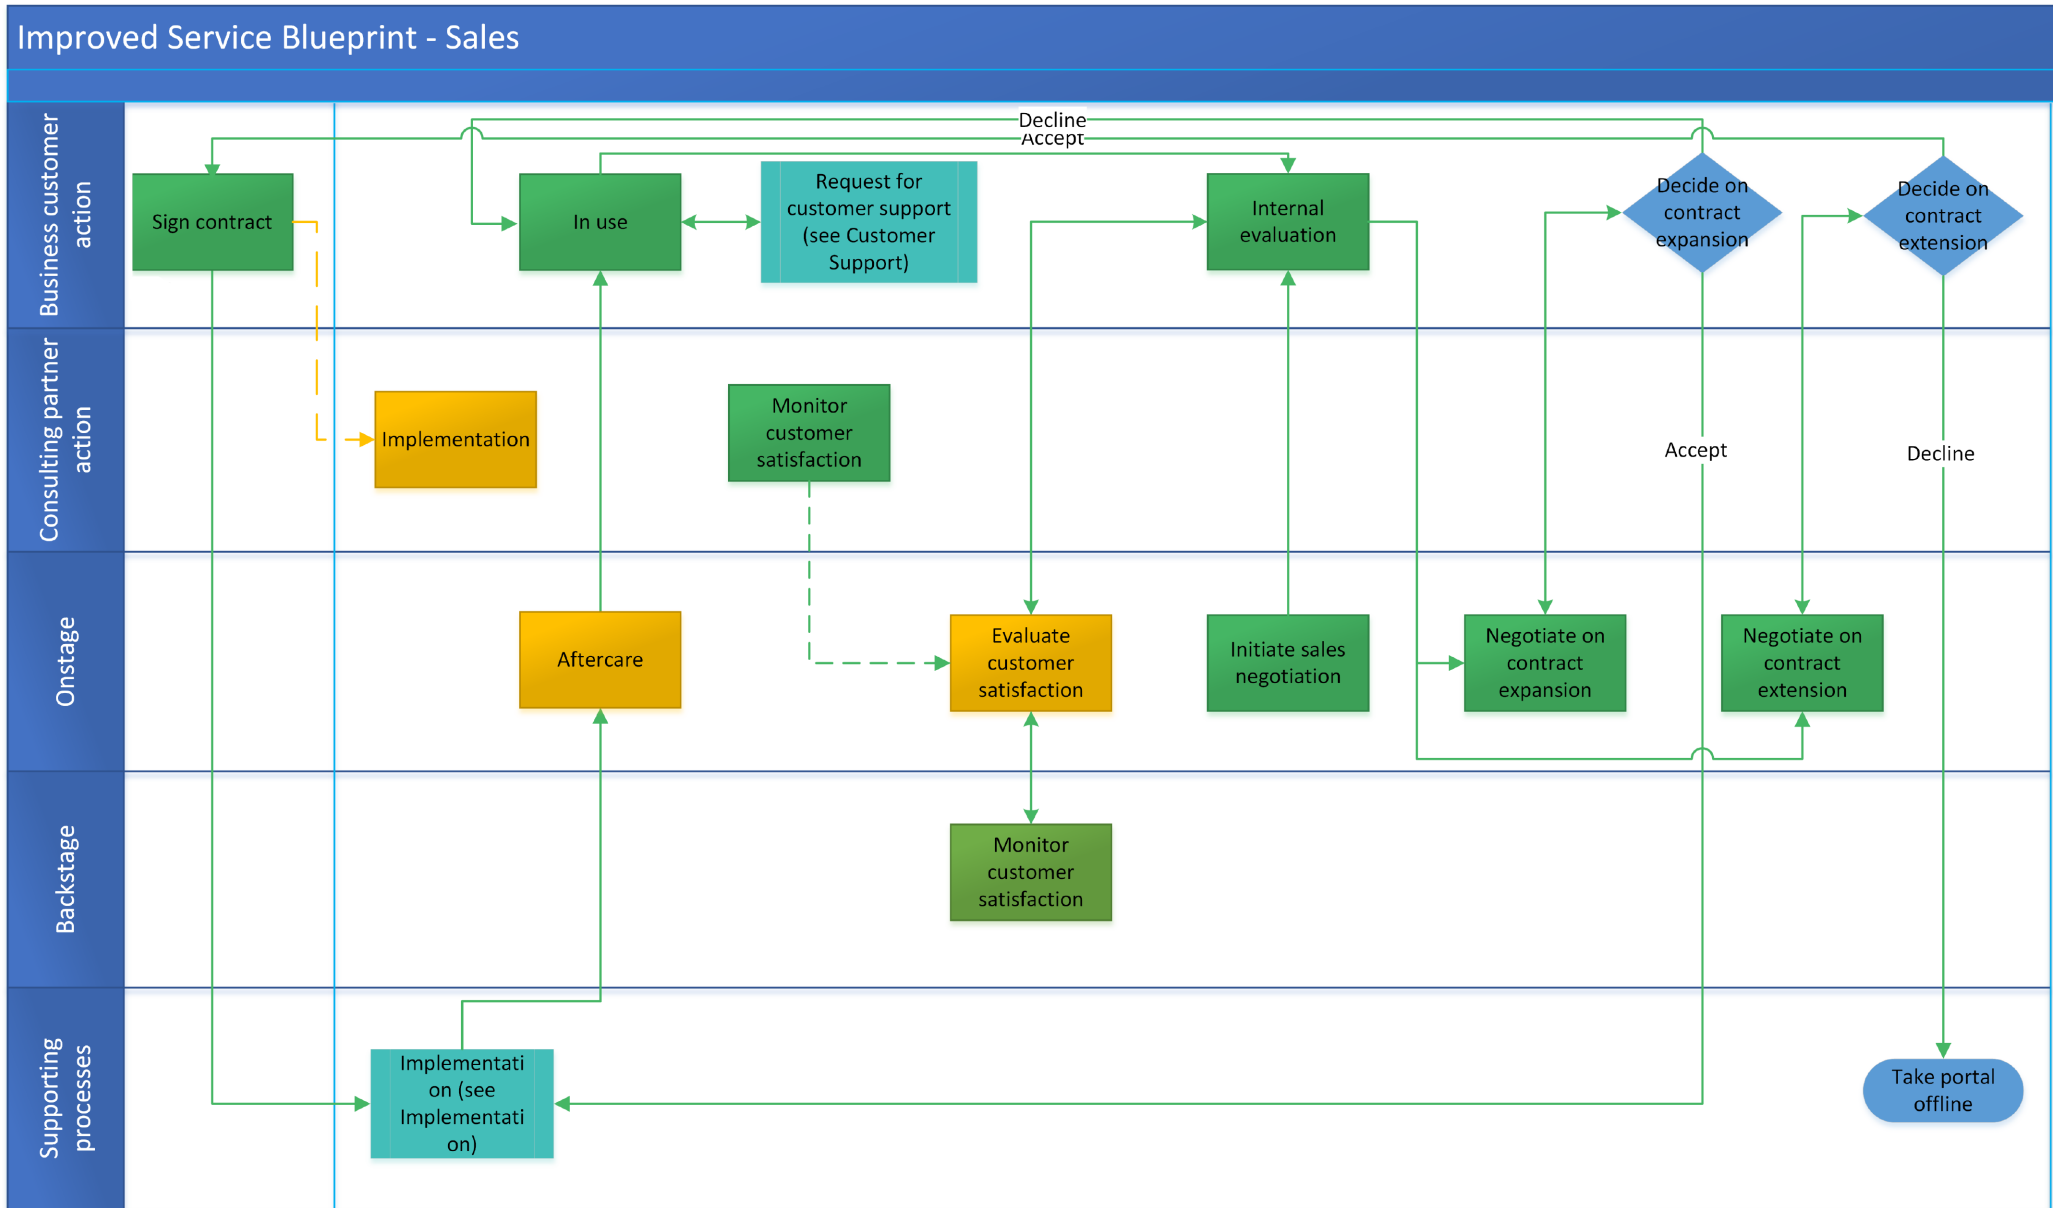 Improved Service Blueprint - Sales
Business customer
action
Decline
Accept
Sign contract
In use
Request for
customer support
(see Customer
Support)
Internal
evaluation
Decide on
contract
expansion
Decide on
contract
extension
Consulting partner
action
Implementation
Monitor
customer
satisfaction
Accept
Decline
Onstage
Aftercare
Evaluate
customer
satisfaction
Initiate sales
negotiation
Negotiate on
contract
expansion
Negotiate on
contract
extension
Backstage
Monitor
customer
satisfaction
Supporting
processes
Implementati
on (see
Implementati
on)
Take portal
offline